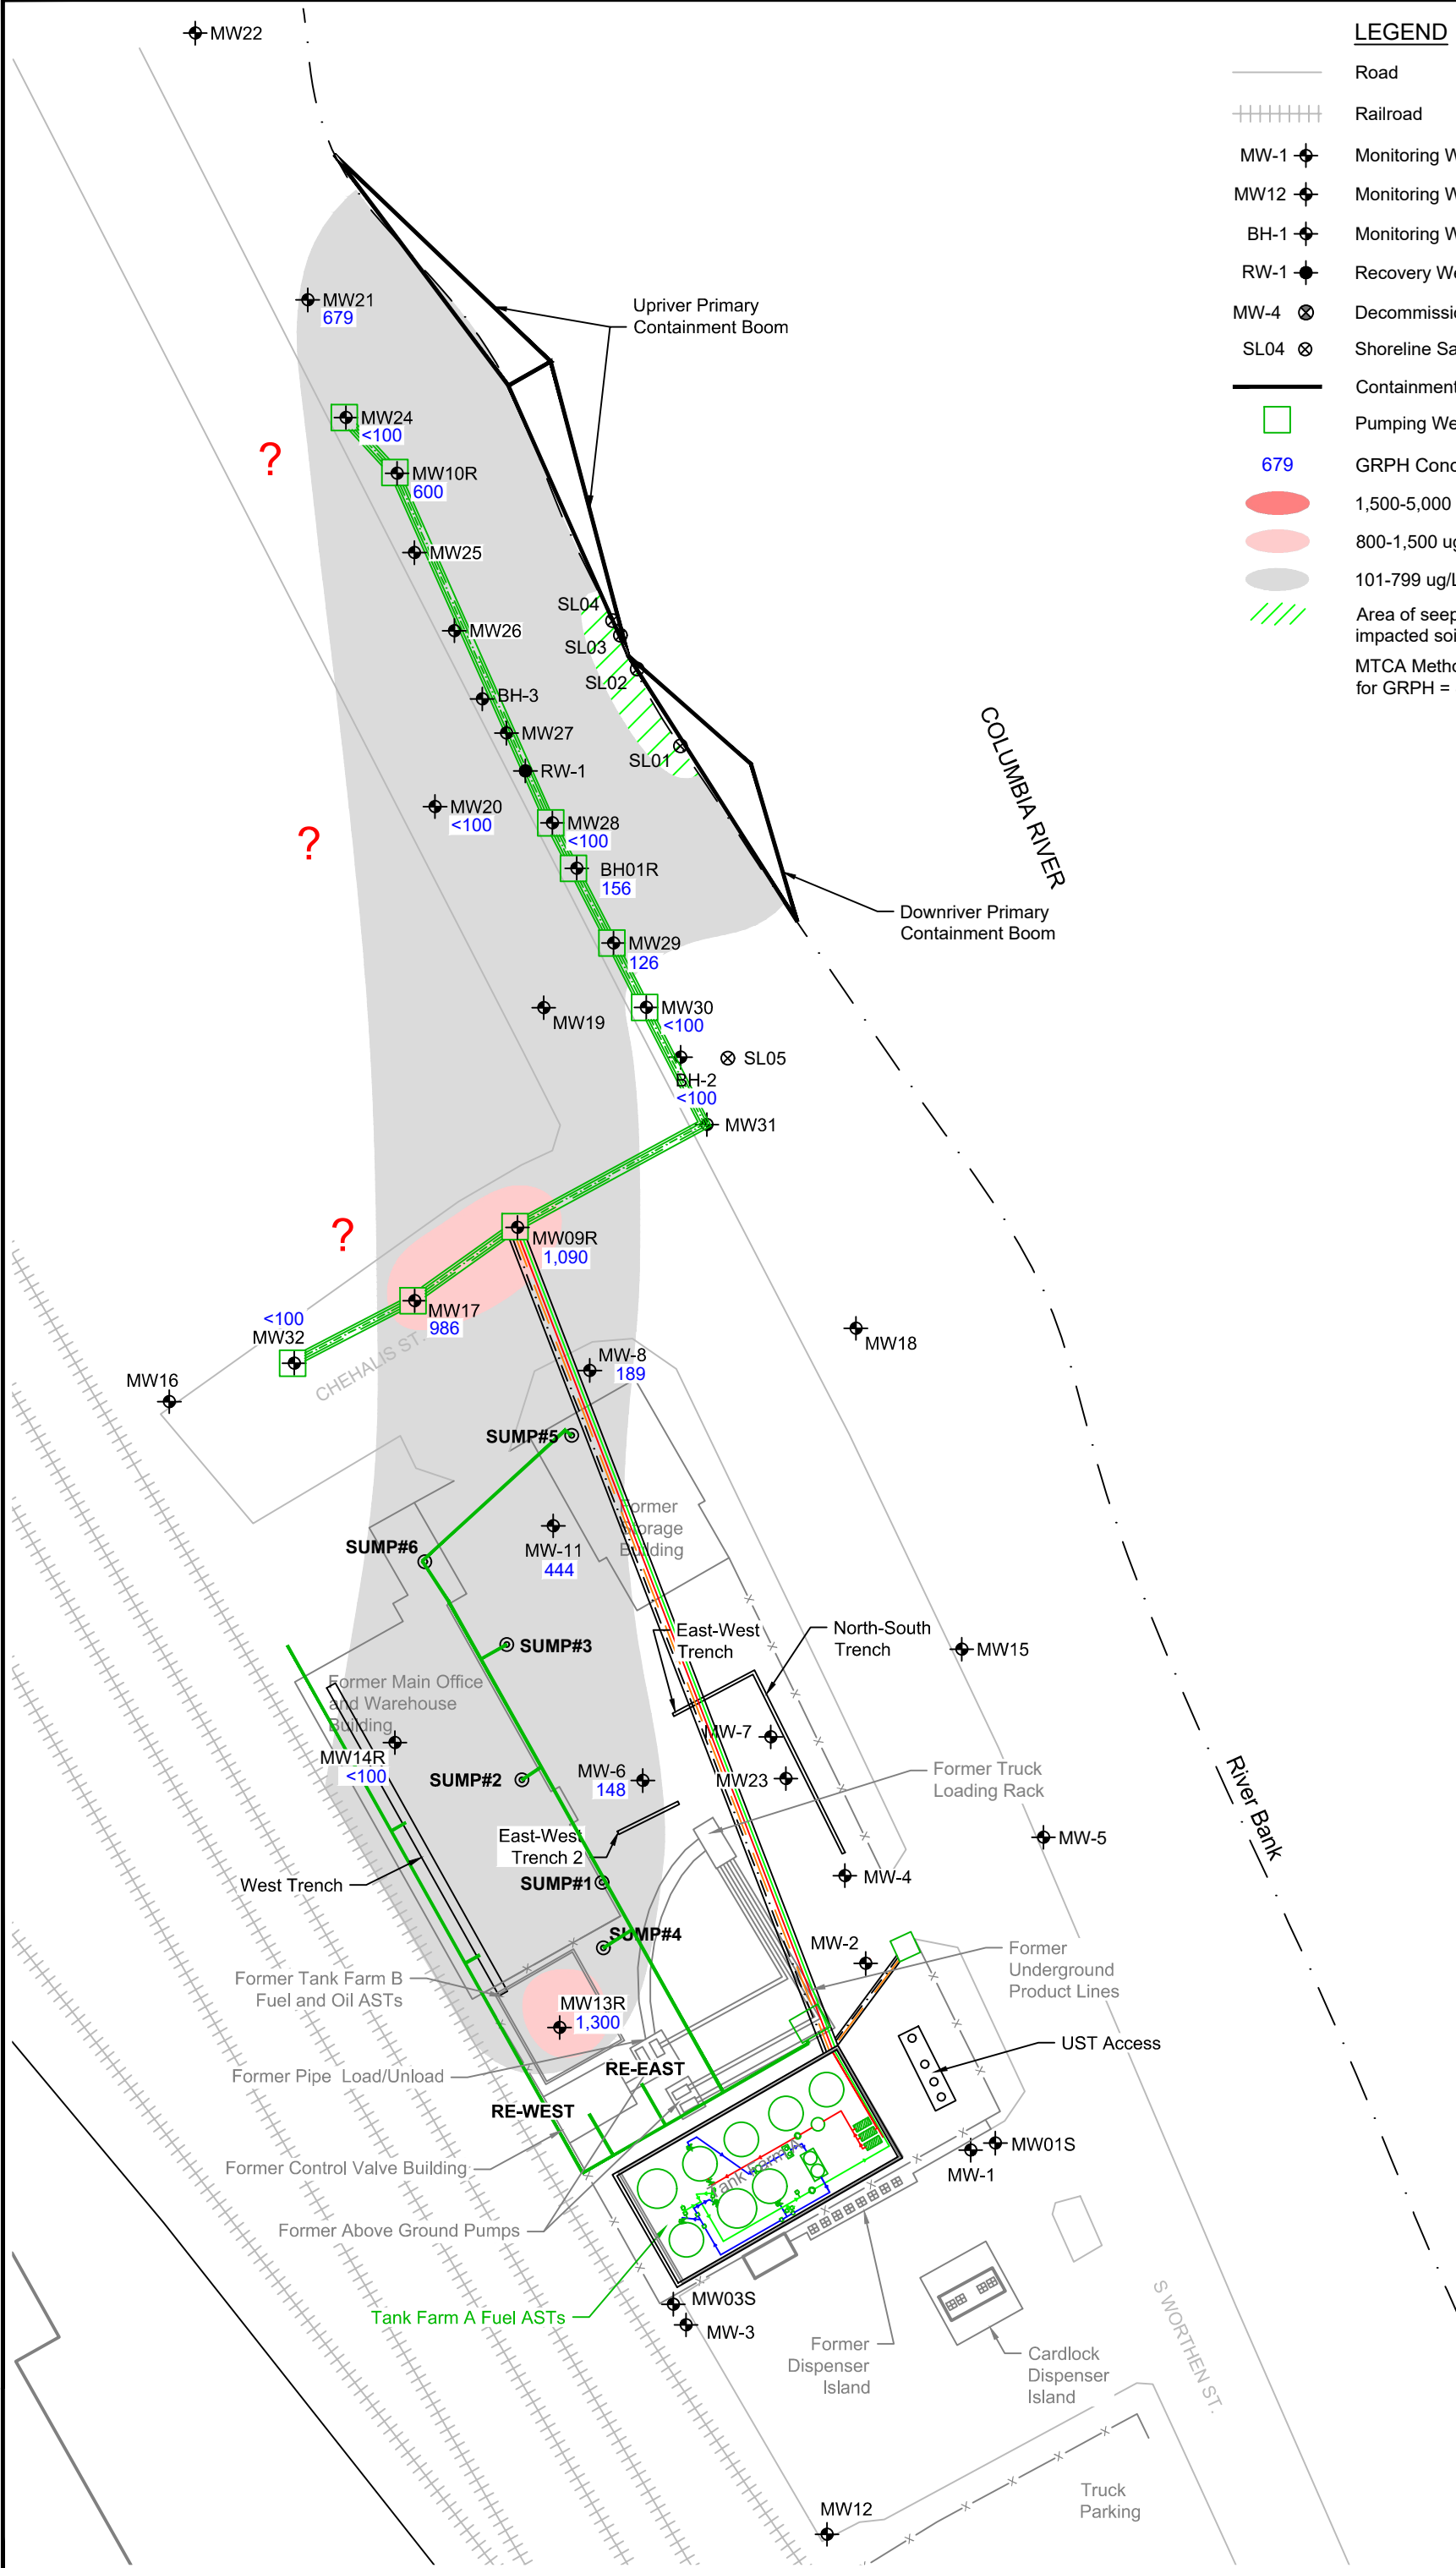 MW22
LEGEND
Road
Railroad
MW-1
Monitoring W
MW12
Monitoring W
BH-1
Monitoring W
RW-1
Recovery We
MW-4
Decommissi
SL04
Shoreline Sa
Containment
Pumping We
679
GRPH Conc
1,500-5,000
800-1,500 ug
101-799 ug/L
Area of seep
impacted soi
MTCA Metho
for GRPH =
Upriver Primary
Containment Boom
MW21
679
MW24
<100
?
MW10R
600
MW25
MW26
SL04
SL03
SL02
BH-3
MW27
SL01
RW-1
COLUMBIA RIVER
MW20
<100
MW28
<100
?
BH01R
156
Downriver Primary
Containment Boom
MW29
126
MW30
<100
MW19
SL05
BH-2
<100
MW31
?
MW09R
1,090
MW17
986
<100
MW32
CHEHALIS ST.
MW18
MW16
MW-8
189
SUMP#5
Former
Storage
Building
SUMP#6
MW-11
444
East-West
Trench
North-South
Trench
MW15
SUMP#3
Former Main Office
and Warehouse
Building
MW-7
MW14R
<100
SUMP#2
MW-6
148
MW23
Former Truck
Loading Rack
River Bank
East-West
Trench 2
MW-5
West Trench
SUMP#1
MW-4
SUMP#4
MW-2
Former
Underground
Product Lines
Former Tank Farm B
Fuel and Oil ASTs
MW13R
1,300
UST Access
Former Pipe Load/Unload
RE-EAST
RE-WEST
MW01S
MW-1
Former Control Valve Building
Former Above Ground Pumps
Tank Farm A Fuel ASTs
MW03S
MW-3
Former
Dispenser
Island
Cardlock
Dispenser
Island
S WORTHEN ST.
MW12
Truck
Parking